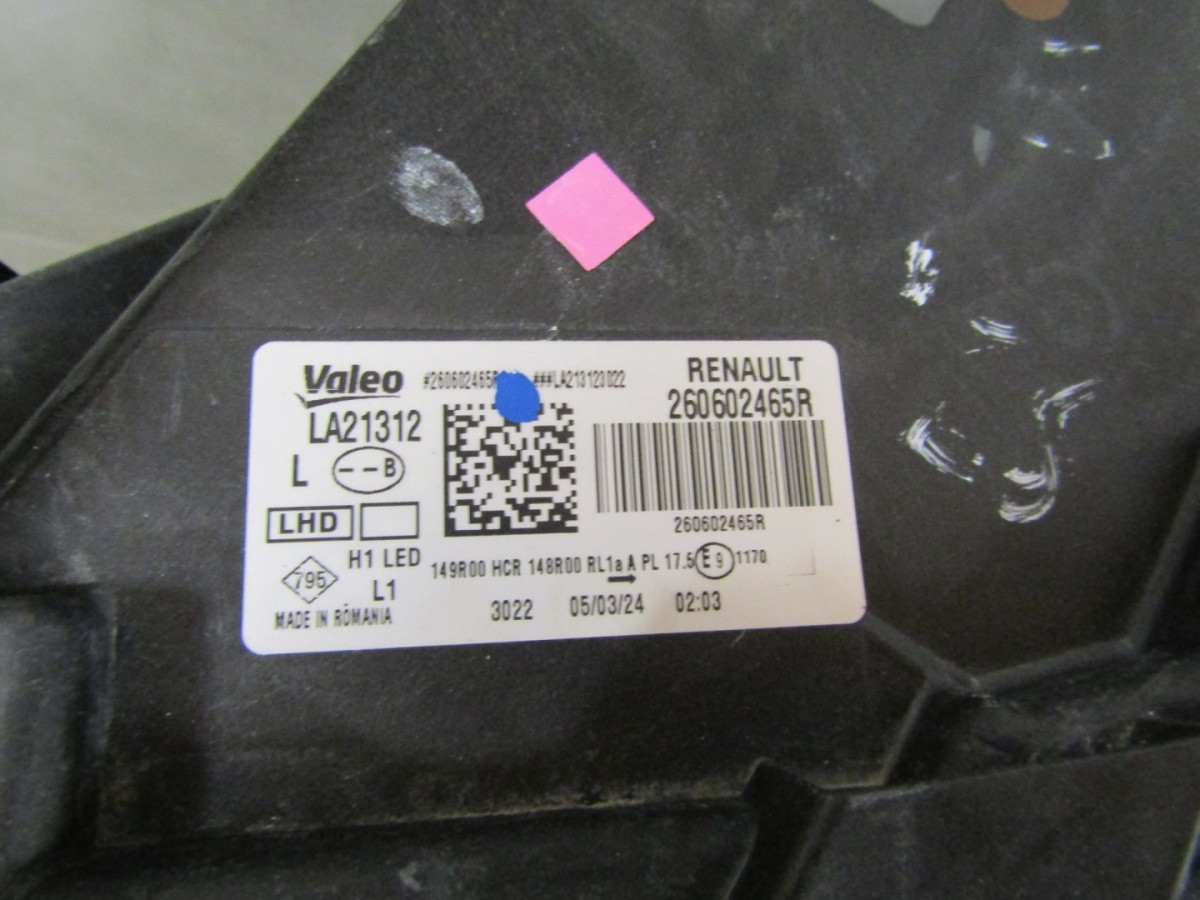 Valeo #260602465R ###LA213123022 RENAULT
LA21312 260602465R
L --B
LHD
260602465R
795 H1 LED 149R00 HCR 148R00 RL1a A PL 17.5 E9 1170
L1
MADE IN ROMANIA 3022 05/03/24 02:03